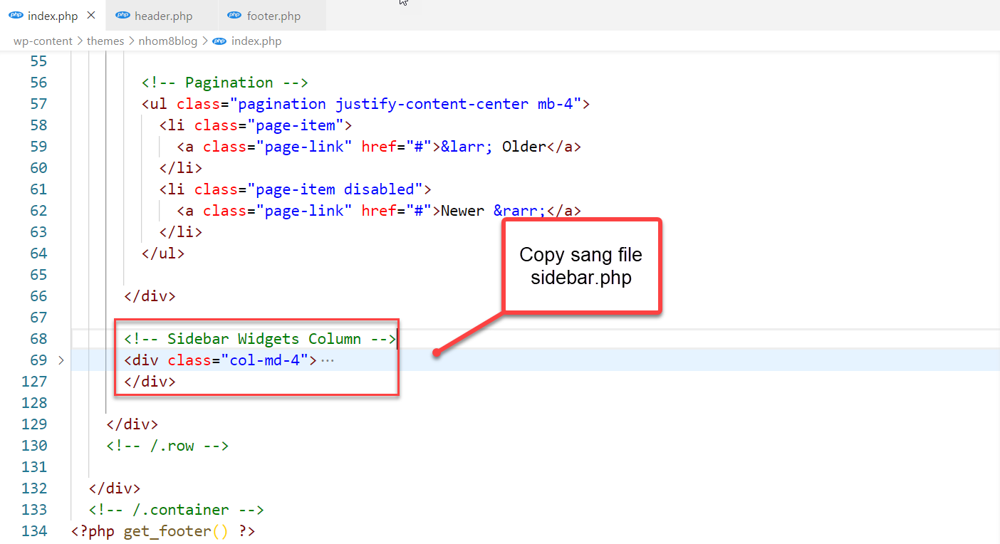 index.php ×
header.php
footer.php
wp-content > themes > nhom8blog > index.php
55
56 <!-- Pagination -->
57 <ul class="pagination justify-content-center mb-4">
58 <li class="page-item">
59 <a class="page-link" href="#">&larr; Older</a>
60 </li>
61 <li class="page-item disabled">
62 <a class="page-link" href="#">Newer &rarr;</a>
63 </li>
64 </ul>
65
66 </div>
67
68 <!-- Sidebar Widgets Column -->
69 > <div class="col-md-4"> ...
127 </div>
128
129 </div>
130 <!-- /.row -->
131
132 </div>
133 <!-- /.container -->
134 <?php get_footer() ?>
Copy sang file
sidebar.php